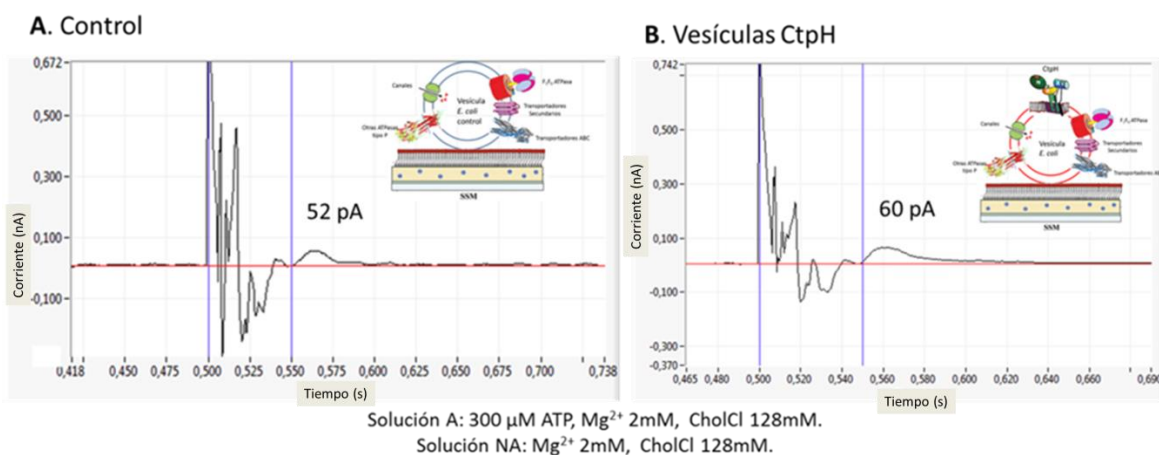 A. Control
0,672
0,500
0,300
0,100
-0,100
Corriente (nA)
52 pA
Canales
F₁F₀ ATPasa
Vesícula
E. coli
control
Transportadores
Secundarios
Otras ATPasas
tipo P
Transportadores ABC
SSM
0,418 0,450 0,475 0,500 0,525 0,550 0,575 0,600 0,625 0,650 0,675 0,700 0,738
Tiempo (s)
B. Vesículas CtpH
0,742
0,500
0,300
0,100
-0,100
-0,300
-0,370
Corriente (nA)
60 pA
CtpH
Canales
F₁F₀ ATPasa
Vesícula
E. coli
Transportadores
Secundarios
Otras ATPasas
tipo P
Transportadores AB
SSM
0,465 0,480 0,500 0,520 0,540 0,560 0,580 0,600 0,620 0,640 0,660 0,690
Tiempo (s)
Solución A: 300 µM ATP, Mg²⁺ 2mM, CholCl 128mM.
Solución NA: Mg²⁺ 2mM, CholCl 128mM.